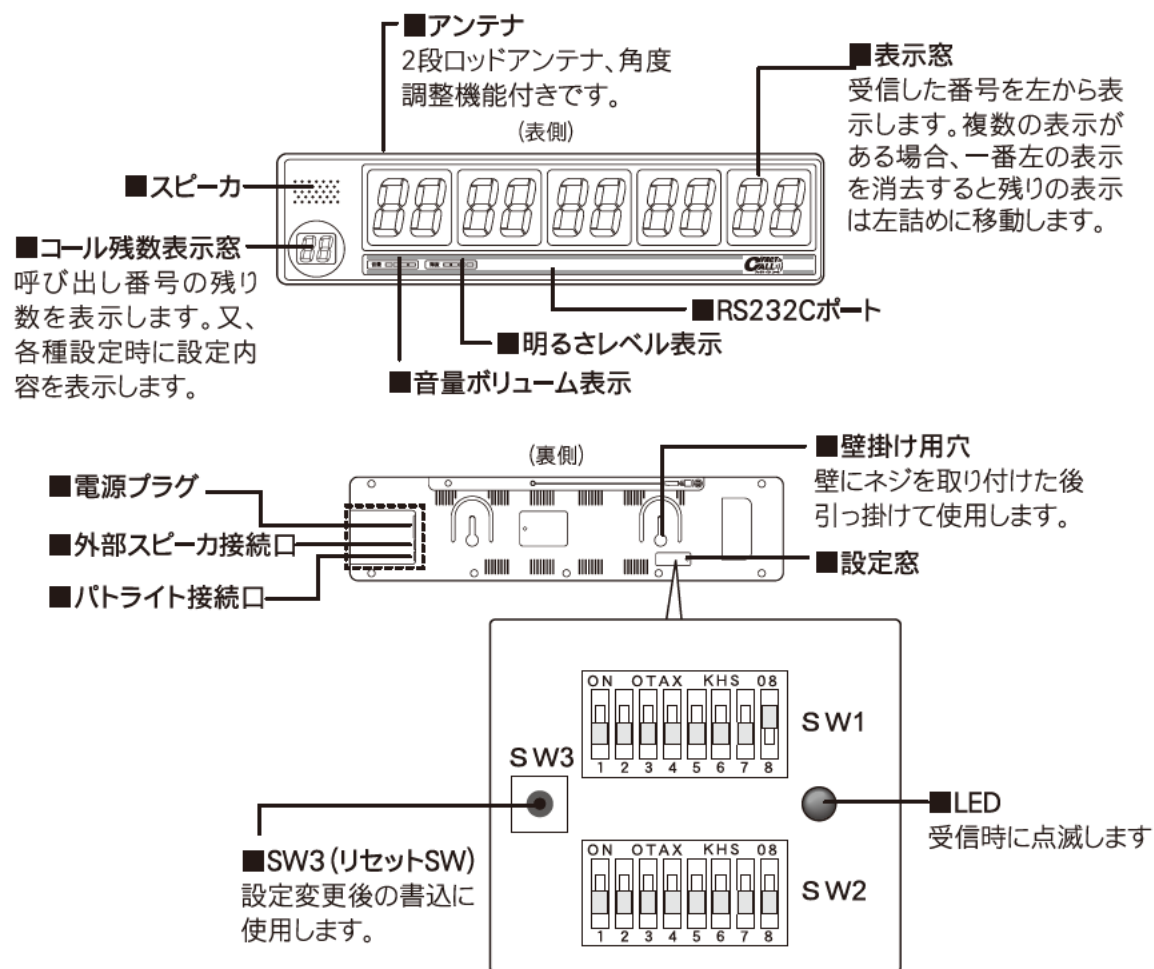 ■アンテナ
2段ロッドアンテナ、角度
調整機能付きです。
(表側)
■表示窓
受信した番号を左から表
示します。複数の表示が
ある場合、一番左の表示
を消去すると残りの表示
は左詰めに移動します。
■スピーカ
■コール残数表示窓
呼び出し番号の残り
数を表示します。又、
各種設定時に設定内
容を表示します。
88
88 88 88 88 88
■RS232Cポート
■明るさレベル表示
■音量ボリューム表示
(裏側)
■電源プラグ
■外部スピーカ接続口
■パトライト接続口
■壁掛け用穴
壁にネジを取り付けた後
引っ掛けて使用します。
■設定窓
ON OTAX KHS 08
1 2 3 4 5 6 7 8
SW1
SW3
■LED
受信時に点滅します
■SW3(リセットSW)
設定変更後の書込に
使用します。
ON OTAX KHS 08
1 2 3 4 5 6 7 8
SW2